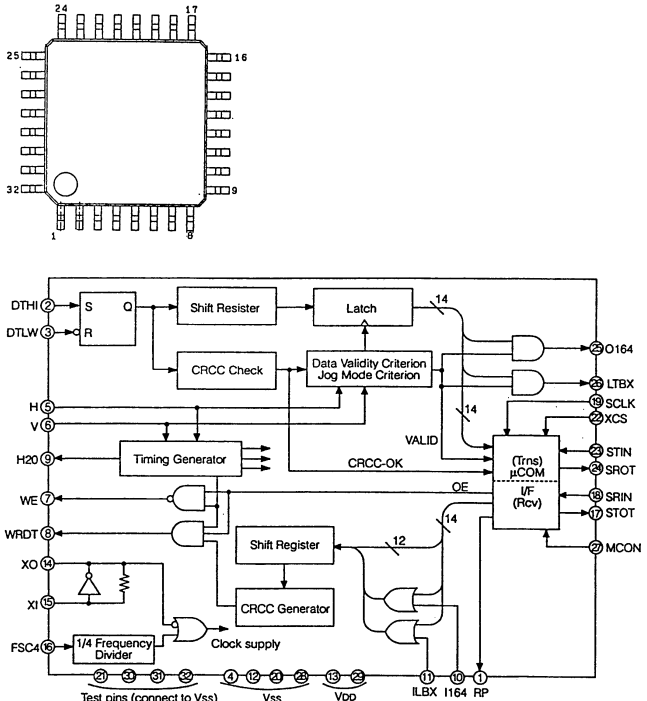 24 17
25 16
32 9
1 8
DTHI 2 S Q Shift Register Latch 14
DTLW 3 R
25 O164
CRCC Check Data Validity Criterion
Jog Mode Criterion
26 LTBX
H 5 19 SCLK
V 6 14 22 XCS
VALID
H20 9 Timing Generator CRCC-OK (Trns)
μCOM
I/F
(Rcv)
23 STIN
24 SROT
OE
WE 7 18 SRIN
17 STOT
WRDT 8 Shift Register 12 14
27 MCON
XO 14
XI 15 CRCC Generator
FSC4 16 1/4 Frequency
Divider
Clock supply
21 30 31 32 4 12 20 28 13 29 11 10 1
ILBX I164 RP
Test pins (connect to Vss) Vss VDD